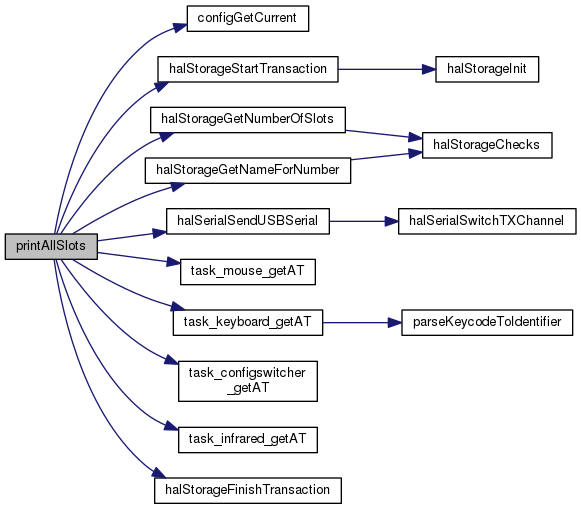 configGetCurrent
halStorageStartTransaction
halStorageInit
halStorageGetNumberOfSlots
halStorageChecks
halStorageGetNameForNumber
halSerialSendUSBSerial
halSerialSwitchTXChannel
printAllSlots
task_mouse_getAT
task_keyboard_getAT
parseKeycodeToIdentifier
task_configswitcher
_getAT
task_infrared_getAT
halStorageFinishTransaction